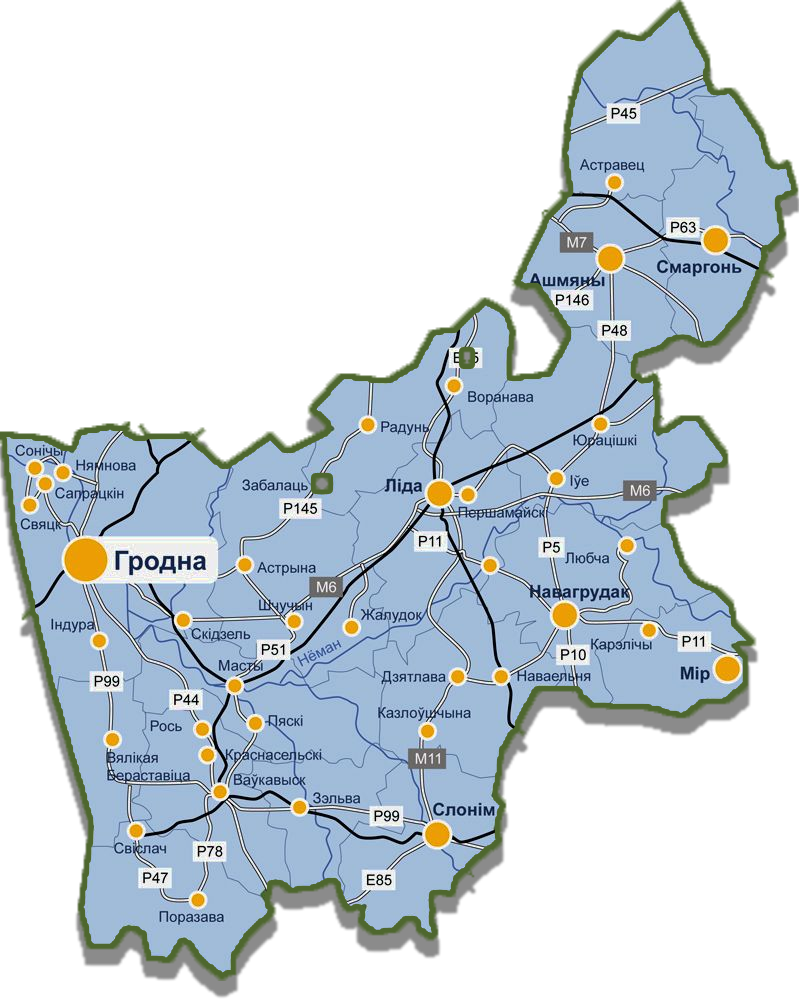 P45
Астравец
P63
M7
Смаргонь
Ашмяны
P146
P48
Воранава
Радунь
Юрацішкі
Сонічы
Нямнова
Сапрацкін
Забалаць
Ліда
Іўе
M6
Свяцк
P145
Першамайск
P11
P5
Любча
Гродна
Астрына
M6
Навагрудак
Шчучын
Жалудок
Індура
Скідзель
Карэлічы
P11
P51
Нёман
P10
Масты
Мір
P99
Дзятлава
Наваельня
P44
Казлоўшчына
Рось
Пяскі
Краснасельскі
Вялікая
Бераставіца
M11
Ваўкавыск
Зэльва
P99
Слонім
Свіслач
P78
P47
E85
Поразава